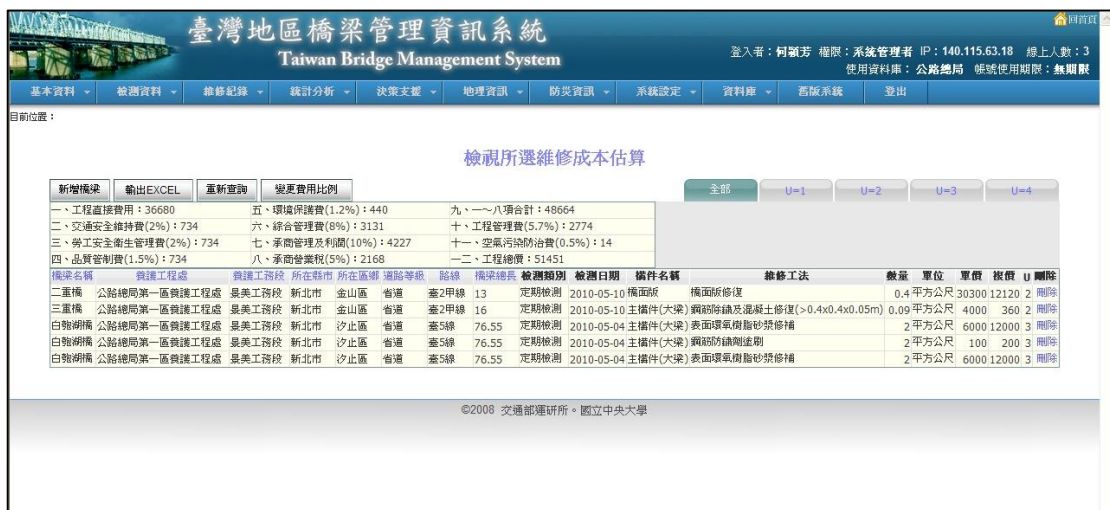 回首頁
臺灣地區橋梁管理資訊系統
Taiwan Bridge Management System
登入者：何顥芳 權限：系統管理者 IP：140.115.63.18 線上人數：3
使用資料庫：公路總局 帳號使用期限：無期限
基本資料 檢測資料 維修紀錄 統計分析 決策支援 地理資訊 防災資訊 系統設定 資料庫 舊版系統 登出
目前位置：
檢視所選維修成本估算
新增橋梁 輸出EXCEL 重新查詢 變更費用比例 全部 U=1 U=2 U=3 U=4
一、工程直接費用：36680 五、環境保護費(1.2%)：440 九、一～八項合計：48664
二、交通安全維持費(2%)：734 六、綜合管理費(8%)：3131 十、工程管理費(5.7%)：2774
三、勞工安全衛生管理費(2%)：734 七、承商管理及利潤(10%)：4227 十一、空氣污染防治費(0.5%)：14
四、品質管制費(1.5%)：734 八、承商營業稅(5%)：2168 一二、工程總價：51451
橋梁名稱 養護工程處 養護工務段 所在縣市 所在區鄉 道路等級 路線 橋梁總長 檢測類別 檢測日期 構件名稱 維修工法 數量 單位 單價 複價 U 刪除
二重橋 公路總局第一區養護工程處 景美工務段 新北市 金山區 省道 臺2甲線 13 定期檢測 2010-05-10 橋面版 橋面版修復 0.4 平方公尺 30300 12120 2 刪除
三重橋 公路總局第一區養護工程處 景美工務段 新北市 金山區 省道 臺2甲線 16 定期檢測 2010-05-10 主構件(大梁) 鋼筋除鏽及混凝土修復(>0.4x0.4x0.05m) 0.09 平方公尺 4000 360 2 刪除
白匏湖橋 公路總局第一區養護工程處 景美工務段 新北市 汐止區 省道 臺5線 76.55 定期檢測 2010-05-04 主構件(大梁) 表面環氧樹脂砂漿修補 2 平方公尺 6000 12000 3 刪除
白匏湖橋 公路總局第一區養護工程處 景美工務段 新北市 汐止區 省道 臺5線 76.55 定期檢測 2010-05-04 主構件(大梁) 鋼筋防鏽劑塗刷 2 平方公尺 100 200 3 刪除
白匏湖橋 公路總局第一區養護工程處 景美工務段 新北市 汐止區 省道 臺5線 76.55 定期檢測 2010-05-04 主構件(大梁) 表面環氧樹脂砂漿修補 2 平方公尺 6000 12000 3 刪除
©2008 交通部運研所。國立中央大學